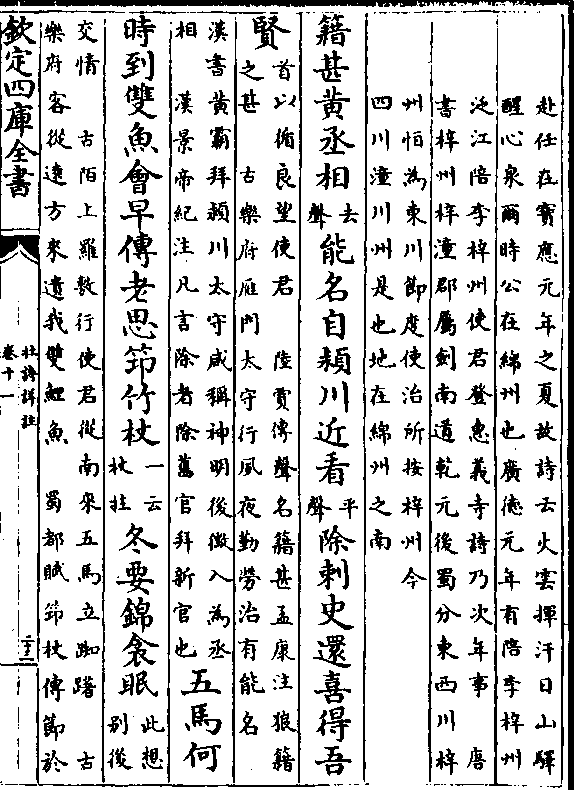 赴任在寶應元年之夏故詩云火雲揮汗日山驛
醒心泉爾時公在綿州也廣德元年有陪李梓州
泛江陪李梓州使君登惠義寺詩乃次年事　唐
書梓州梓潼郡屬劍南道乾元後蜀分東西川梓
州恒為東川節度使治所按梓州今
四川潼川州是也地在綿州之南
籍甚黄丞相去聲能名自潁川近看平聲除刺史還喜得吾
賢首以循良望使君　陸賈傳聲名籍甚孟康注狼籍
之甚　古樂府雁門太守行夙夜勤勞治有能名
漢書黄霸拜潁川太守咸稱神明後徵入為丞
相　漢景帝紀注凡言除者除舊官拜新官也五馬何
時到雙魚會早傳老思笻竹杖一云杖拄冬要錦衾眠此想別後
交情　古陌上羅敷行使君從南來五馬立踟躇　古
樂府客從遠方來遺我雙鯉魚　蜀都賦笻杖傳節於
欽定四庫全書
杜詩詳註
卷十一
二十三